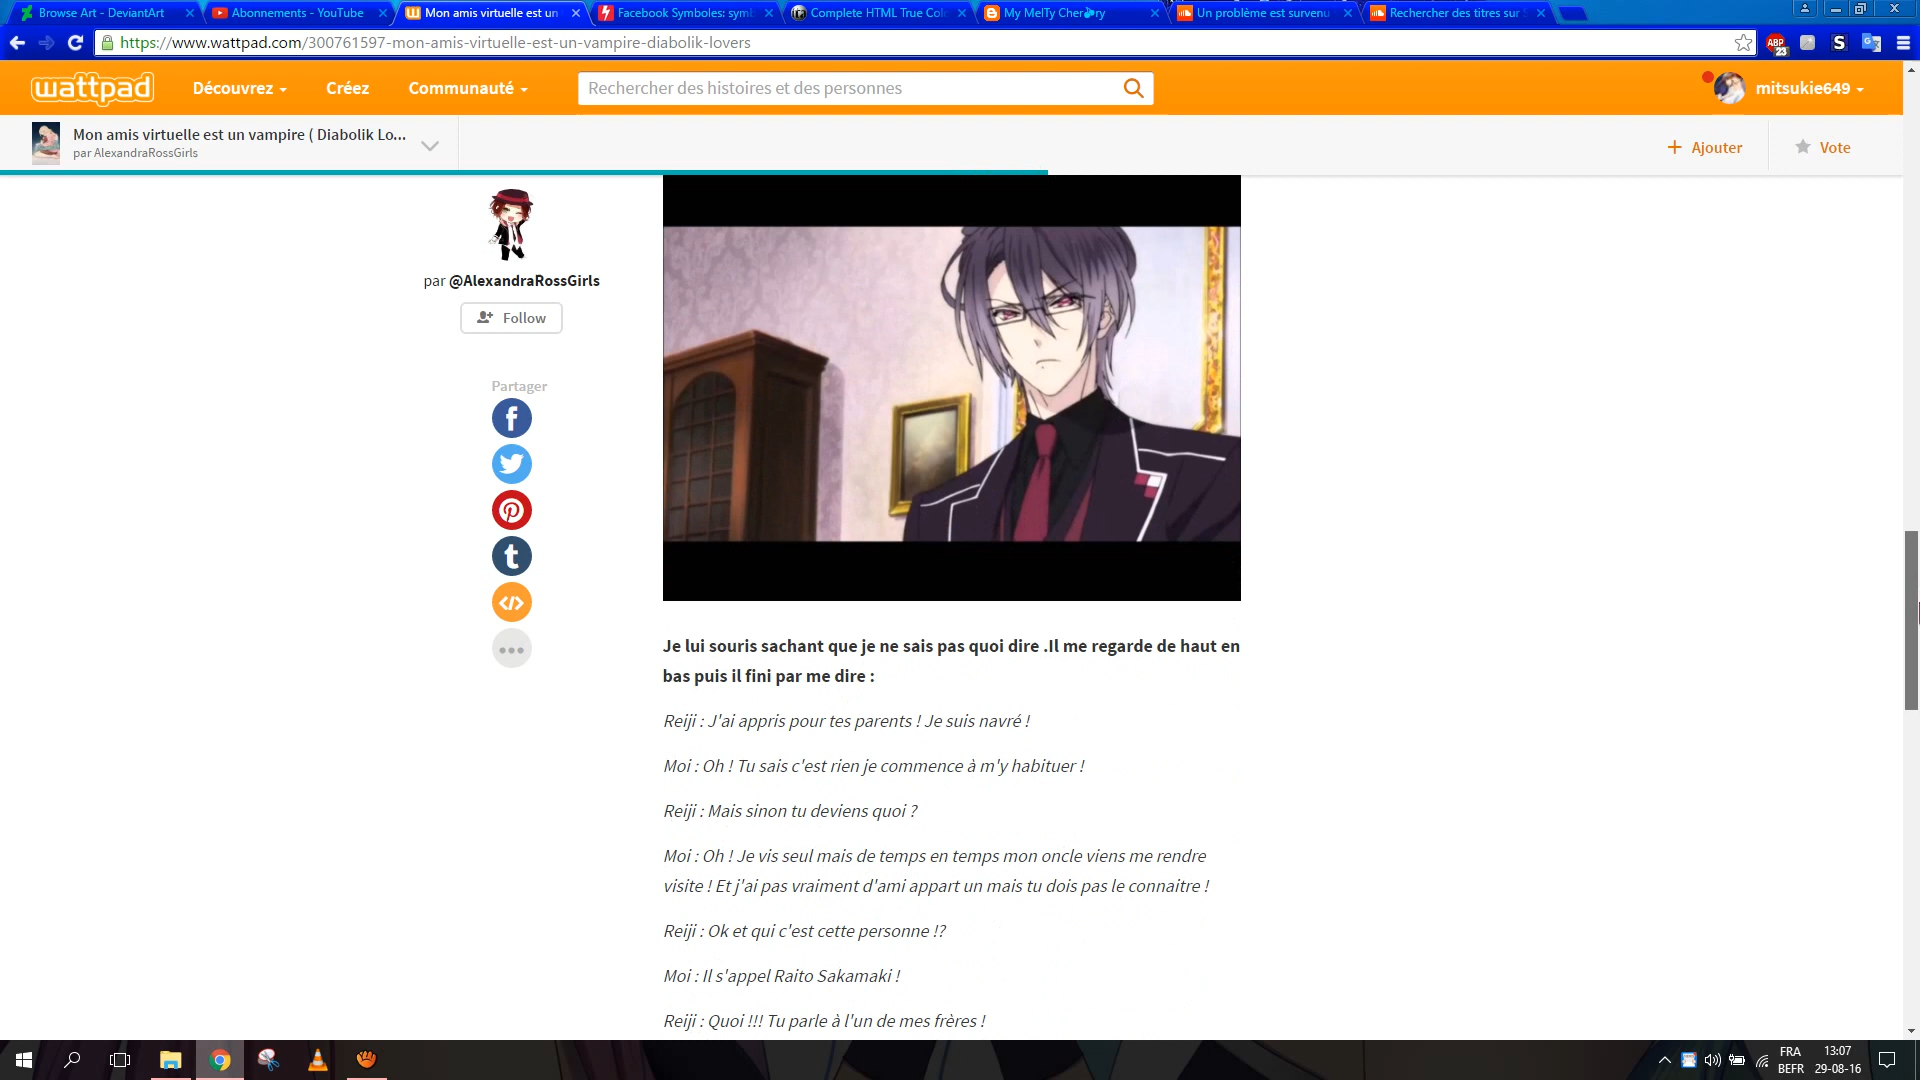 Browse Art - DeviantArt
Abonnements - YouTube
Mon amis virtuelle est un
Facebook Symboles: sym
Complete HTML True Col
My MelTy Cher ry
Un problème est survenu
Rechercher des titres sur S
https://www.wattpad.com/300761597-mon-amis-virtuelle-est-un-vampire-diabolik-lovers
ABP
23
S
wattpad
Découvrez
Créez
Communauté
Rechercher des histoires et des personnes
mitsukie649
Mon amis virtuelle est un vampire ( Diabolik Lo...
par AlexandraRossGirls
+ Ajouter
Vote
par @AlexandraRossGirls
Follow
Partager
Je lui souris sachant que je ne sais pas quoi dire .Il me regarde de haut en
bas puis il fini par me dire :
Reiji : J'ai appris pour tes parents ! Je suis navré !
Moi : Oh ! Tu sais c'est rien je commence à m'y habituer !
Reiji : Mais sinon tu deviens quoi ?
Moi : Oh ! Je vis seul mais de temps en temps mon oncle viens me rendre
visite ! Et j'ai pas vraiment d'ami appart un mais tu dois pas le connaitre !
Reiji : Ok et qui c'est cette personne !?
Moi : Il s'appel Raito Sakamaki !
Reiji : Quoi !!! Tu parle à l'un de mes frères !
FRA
BEFR
13:07
29-08-16